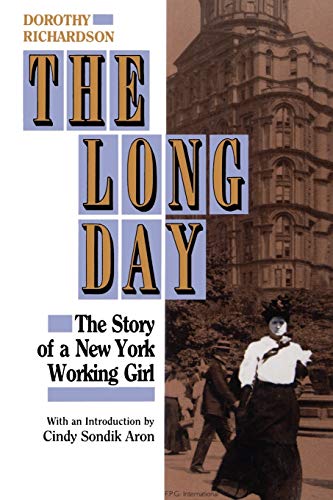 DOROTHY
RICHARDSON
THE
LONG
DAY
The Story
of a New York
Working Girl
With an Introduction by
Cindy Sondik Aron
F.P.G. International